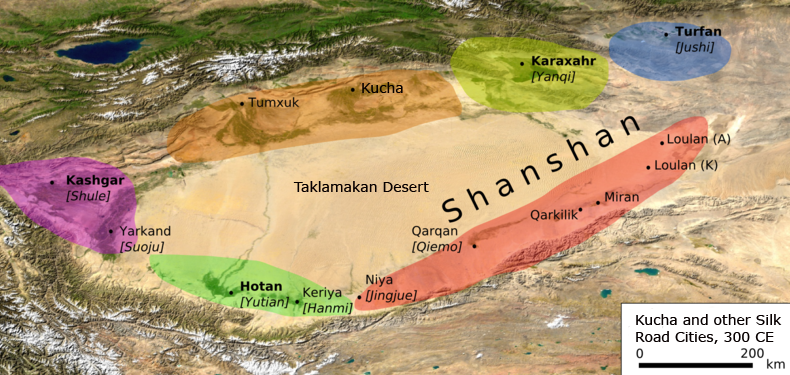 Turfan
[Jushi]
Karaxahr
[Yanqi]
Kucha
Tumxuk
Shanshan
Loulan (A)
Loulan (K)
Kashgar
[Shule]
Taklamakan Desert
Miran
Qarkilik
Yarkand
[Suoju]
Qarqan
[Qiemo]
Hotan
[Yutian]
Keriya
[Hanmi]
Niya
[Jingjue]
Kucha and other Silk
Road Cities, 300 CE
0 200
km